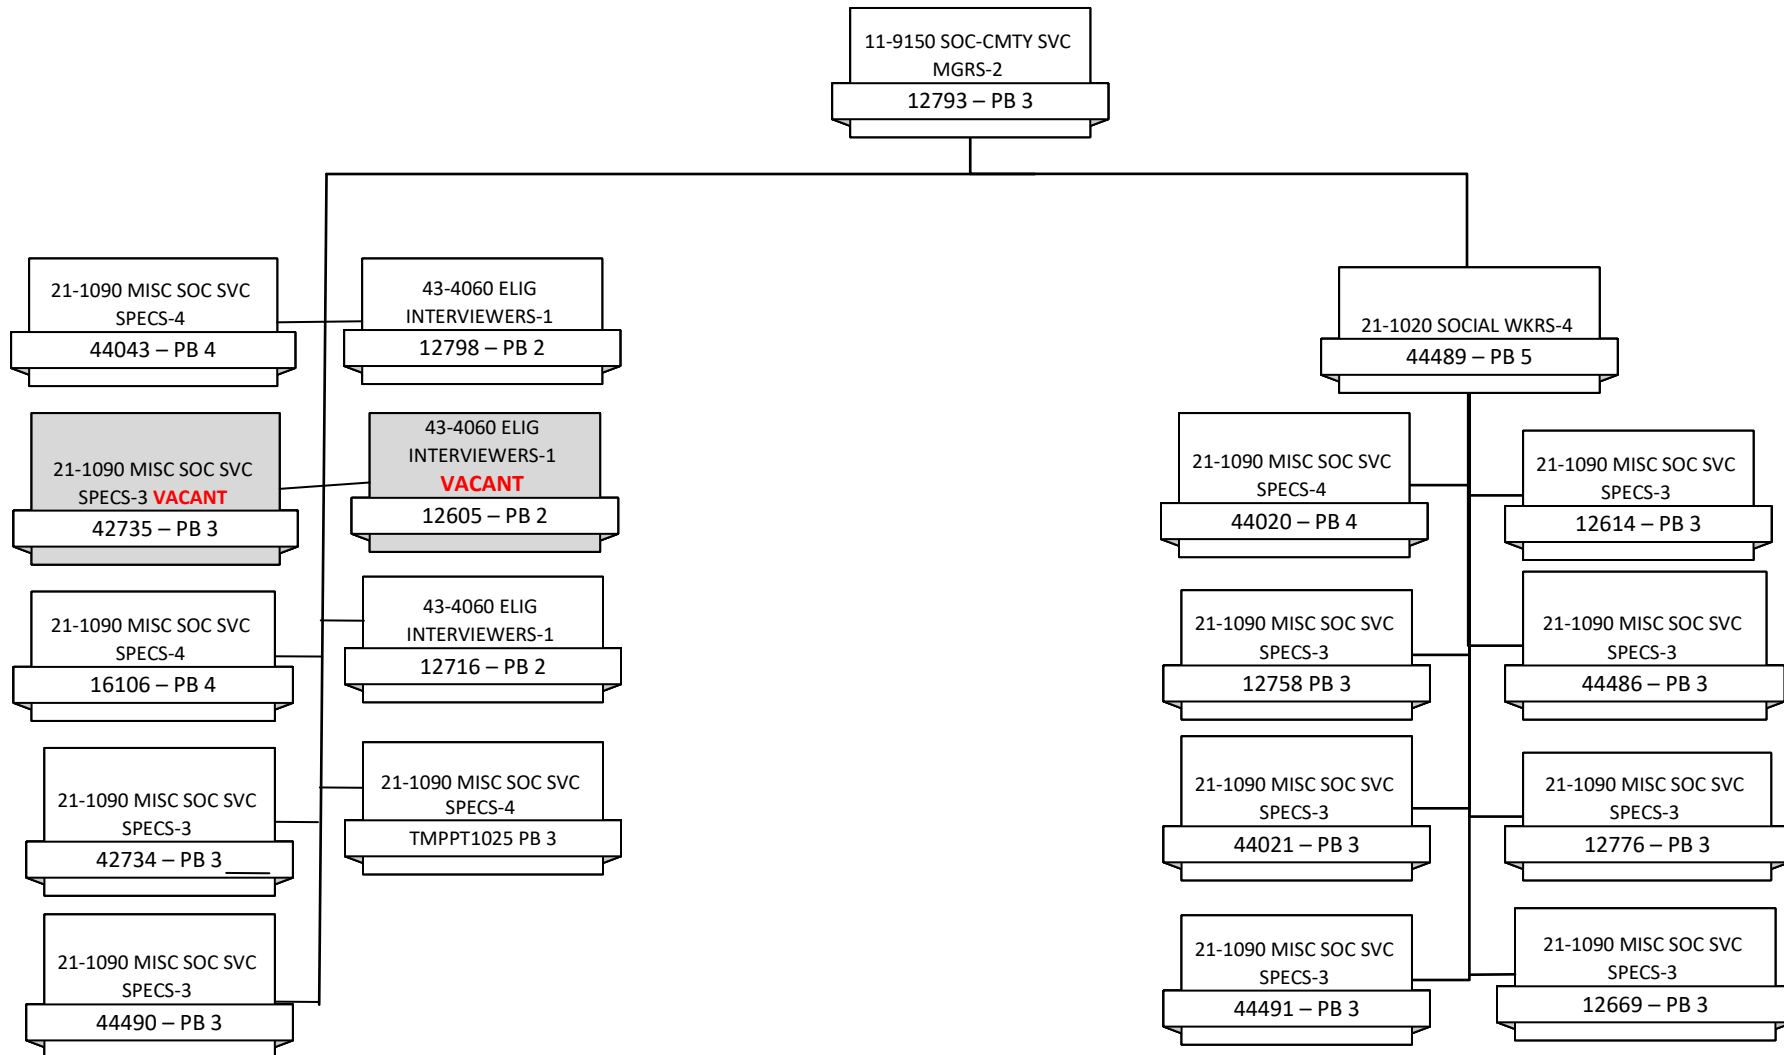 11-9150 SOC-CMTY SVC
MGRS-2
12793 – PB 3
21-1090 MISC SOC SVC
SPECS-4
44043 – PB 4
43-4060 ELIG
INTERVIEWERS-1
12798 – PB 2
21-1090 MISC SOC SVC
SPECS-3 VACANT
42735 – PB 3
43-4060 ELIG
INTERVIEWERS-1
VACANT
12605 – PB 2
21-1090 MISC SOC SVC
SPECS-4
16106 – PB 4
43-4060 ELIG
INTERVIEWERS-1
12716 – PB 2
21-1090 MISC SOC SVC
SPECS-3
42734 – PB 3
21-1090 MISC SOC SVC
SPECS-4
TMPPT1025 PB 3
21-1090 MISC SOC SVC
SPECS-3
44490 – PB 3
21-1020 SOCIAL WKRS-4
44489 – PB 5
21-1090 MISC SOC SVC
SPECS-4
44020 – PB 4
21-1090 MISC SOC SVC
SPECS-3
12614 – PB 3
21-1090 MISC SOC SVC
SPECS-3
12758 PB 3
21-1090 MISC SOC SVC
SPECS-3
44486 – PB 3
21-1090 MISC SOC SVC
SPECS-3
44021 – PB 3
21-1090 MISC SOC SVC
SPECS-3
12776 – PB 3
21-1090 MISC SOC SVC
SPECS-3
44491 – PB 3
21-1090 MISC SOC SVC
SPECS-3
12669 – PB 3